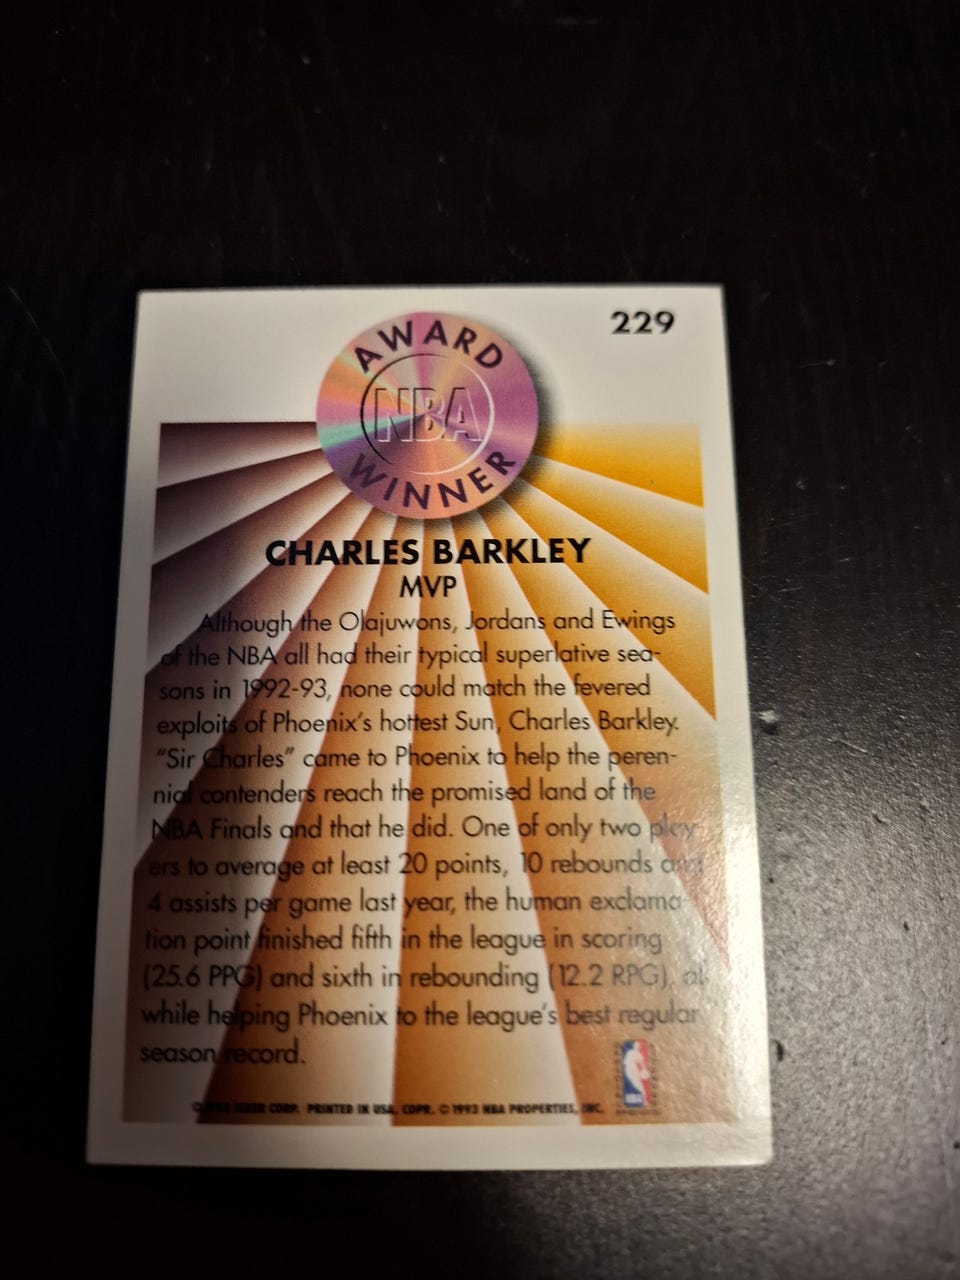 229
AWARD
NBA
WINNER
CHARLES BARKLEY
MVP
Although the Olajuwons, Jordans and Ewings
of the NBA all had their typical superlative sea-
sons in 1992-93, none could match the fevered
exploits of Phoenix's hottest Sun, Charles Barkley.
"Sir Charles" came to Phoenix to help the peren-
nial contenders reach the promised land of the
NBA Finals and that he did. One of only two play-
ers to average at least 20 points, 10 rebounds and
4 assists per game last year, the human exclama-
tion point finished fifth in the league in scoring
(25.6 PPG) and sixth in rebounding (12.2 RPG), all
while helping Phoenix to the league's best regular
season record.
© 1993 FLEER CORP. PRINTED IN USA. COPR. © 1993 NBA PROPERTIES, INC.
NBA